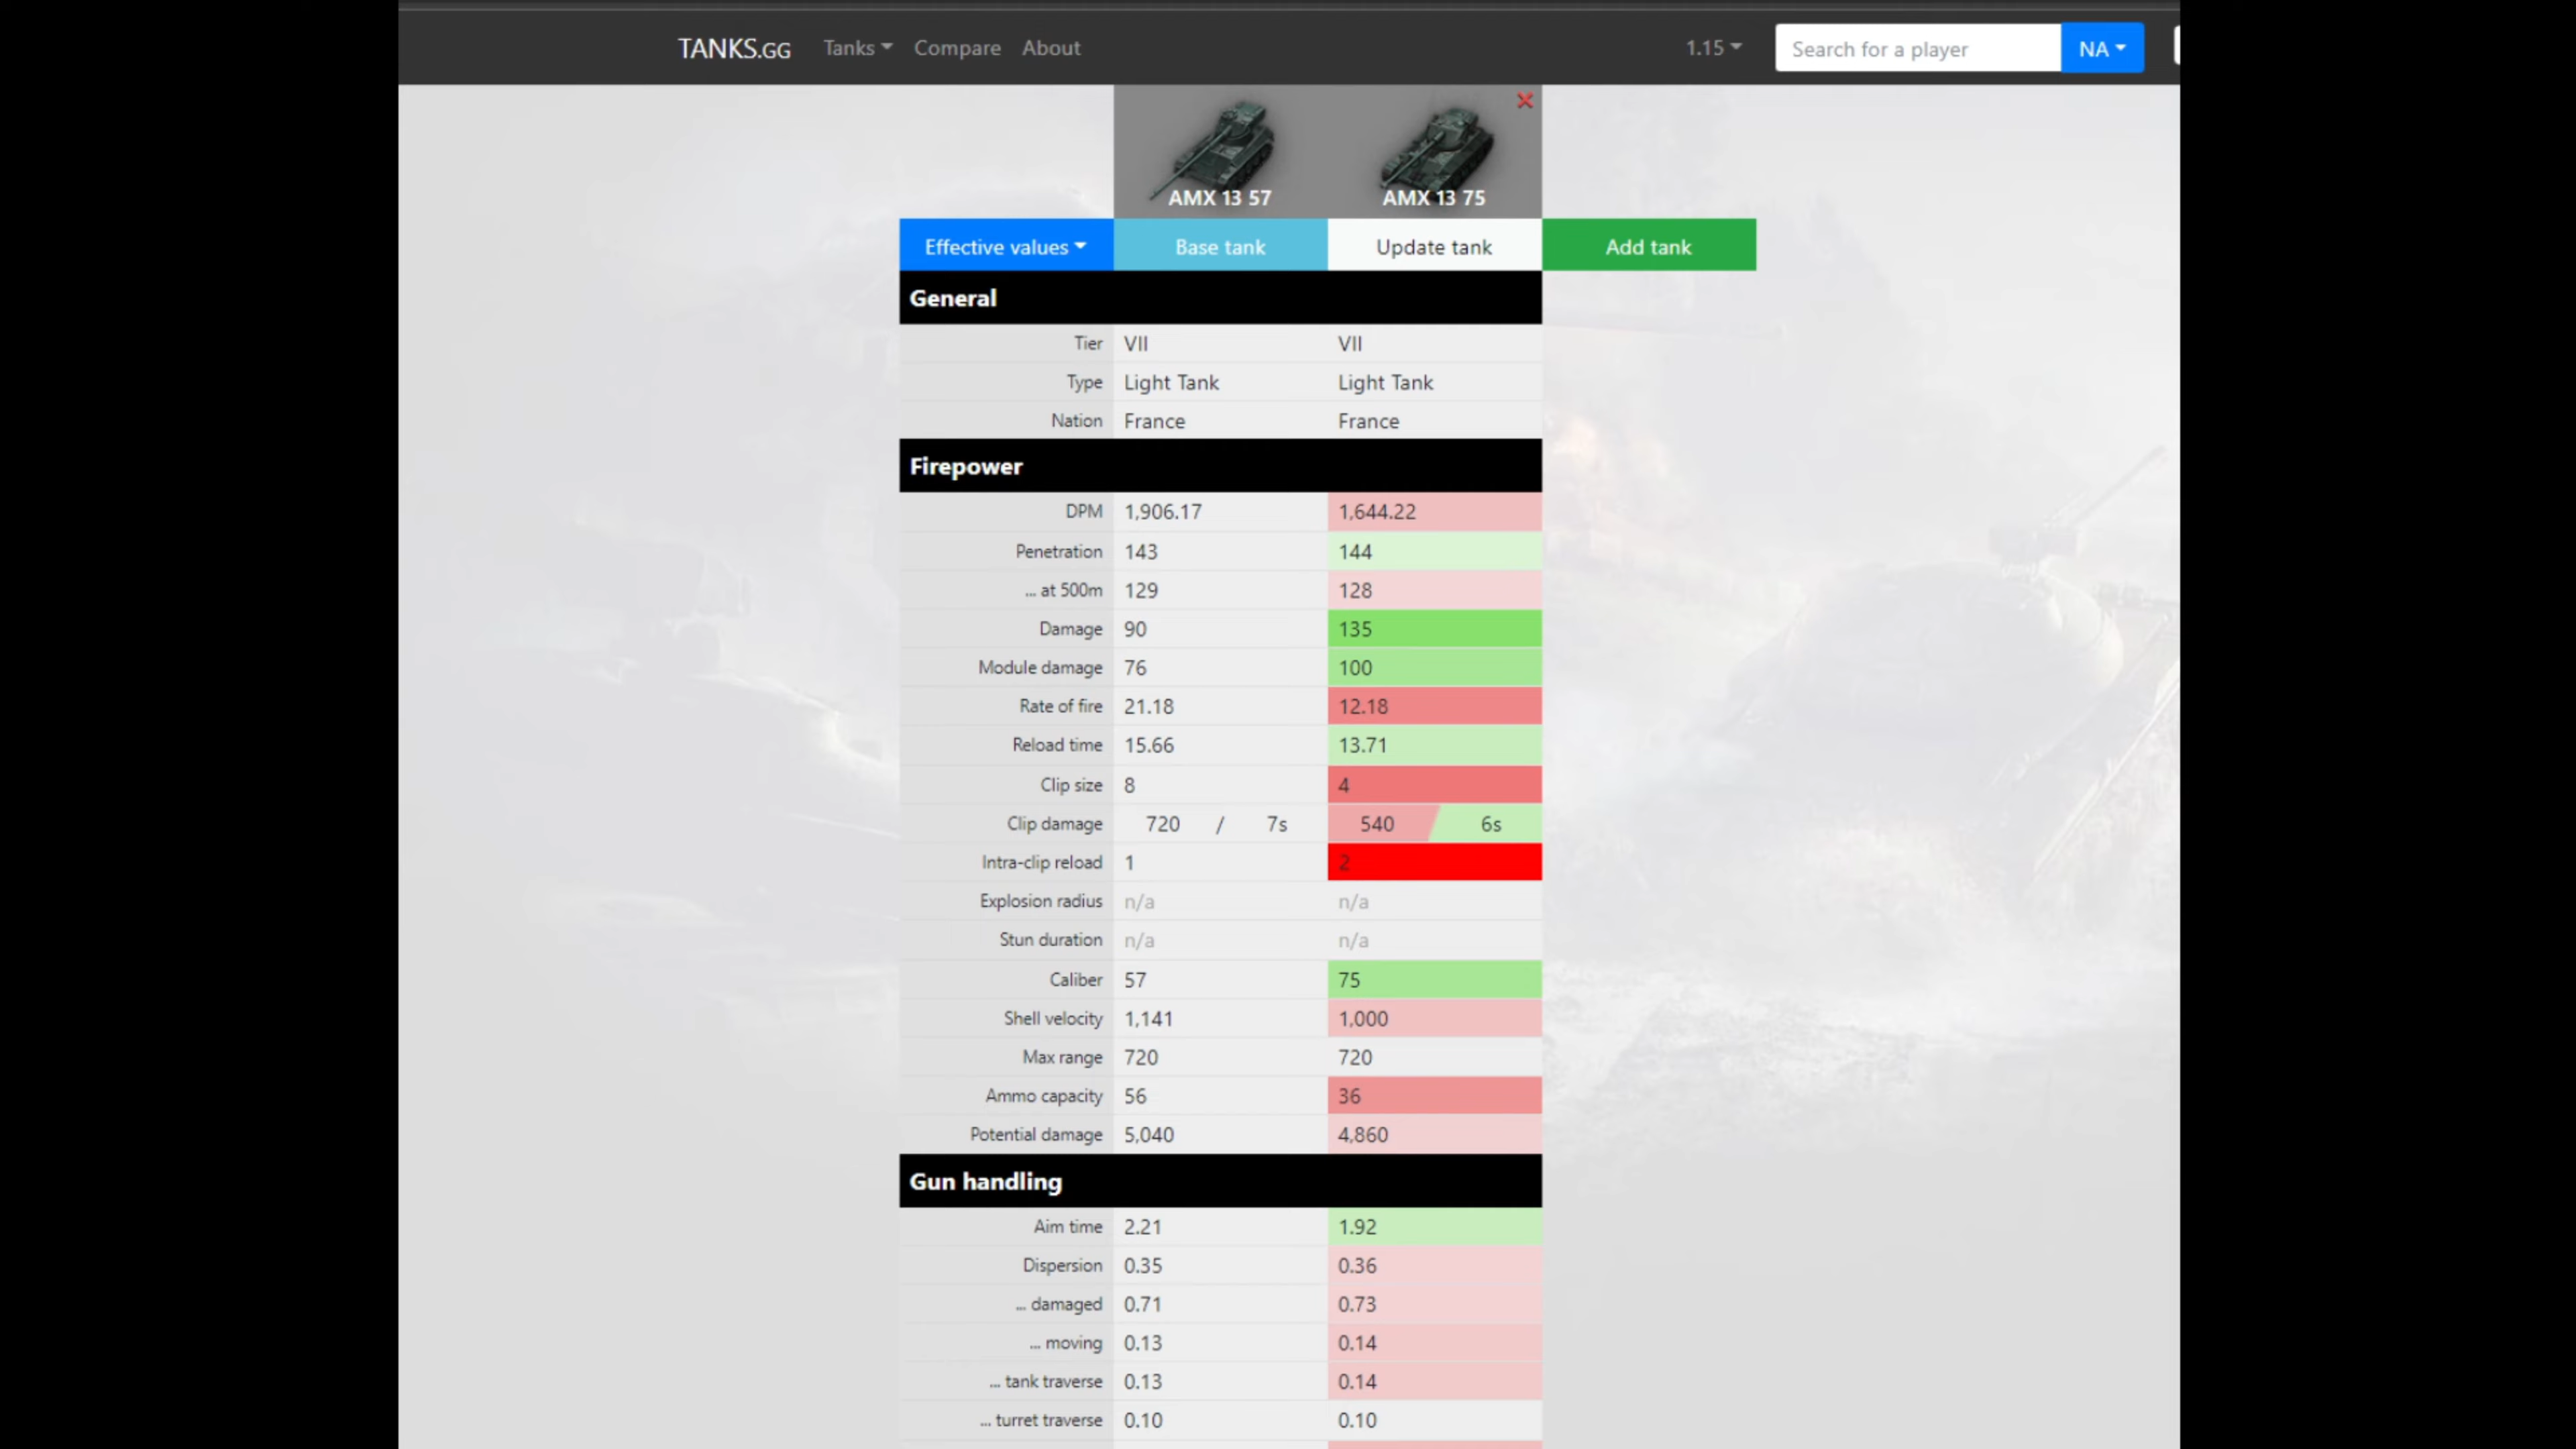 TANKS.GG Tanks Compare About 1.15 Search for a player NA
AMX 13 57 AMX 13 75
Effective values Base tank Update tank Add tank
General
Tier VII VII
Type Light Tank Light Tank
Nation France France
Firepower
DPM 1,906.17 1,644.22
Penetration 143 144
... at 500m 129 128
Damage 90 135
Module damage 76 100
Rate of fire 21.18 12.18
Reload time 15.66 13.71
Clip size 8 4
Clip damage 720 / 7s 540 6s
Intra-clip reload 1 2
Explosion radius n/a n/a
Stun duration n/a n/a
Caliber 57 75
Shell velocity 1,141 1,000
Max range 720 720
Ammo capacity 56 36
Potential damage 5,040 4,860
Gun handling
Aim time 2.21 1.92
Dispersion 0.35 0.36
... damaged 0.71 0.73
... moving 0.13 0.14
... tank traverse 0.13 0.14
... turret traverse 0.10 0.10